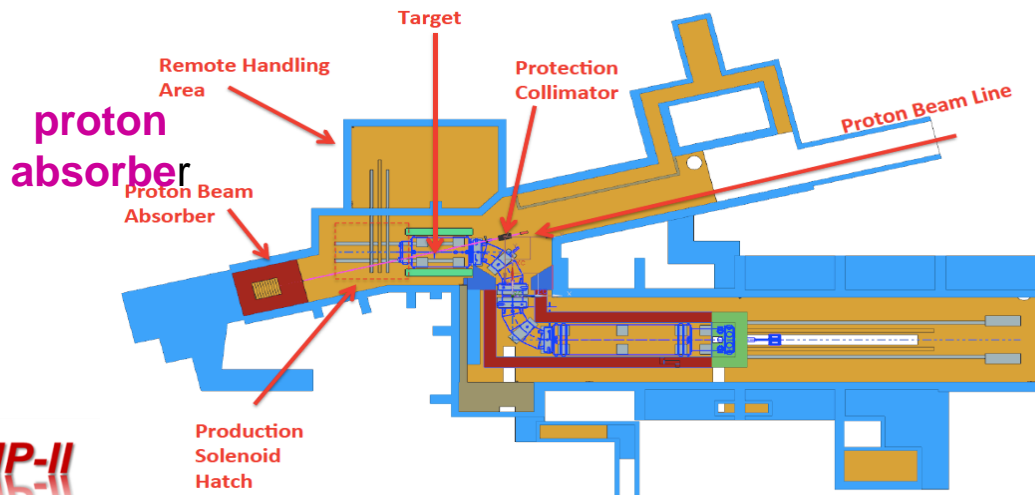 Target
Remote Handling
Area
Protection
Collimator
Proton Beam Line
proton
absorber
Proton Beam
Absorber
Production
Solenoid
Hatch
IP-II